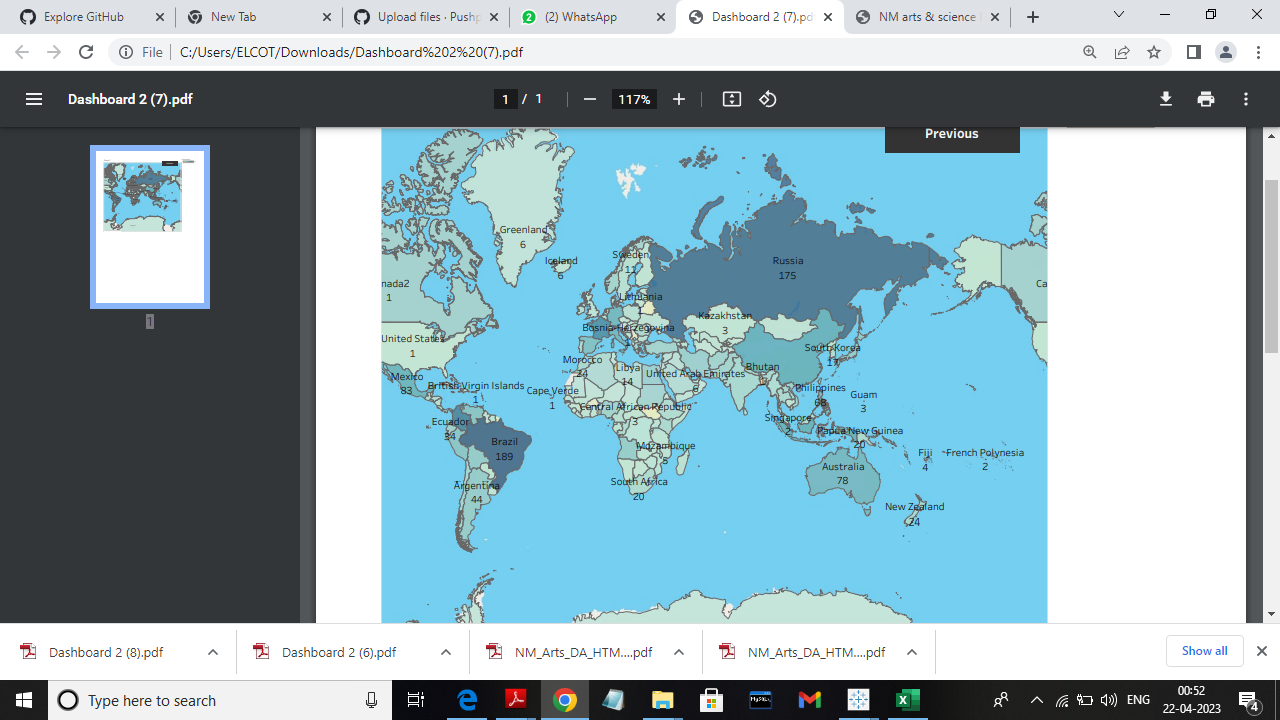 Explore GitHub
New Tab
Upload files · Pushp
(2) WhatsApp
Dashboard 2 (7).pd
NM arts & science
File
C:/Users/ELCOT/Downloads/Dashboard%202%20(7).pdf
Dashboard 2 (7).pdf
1 / 1
117%
Previous
1
Greenland
6
Iceland
6
Sweden
11
Russia
175
nada2
1
Ca
Lithuania
1
Kazakhstan
3
Bosnia-Herzegovina
1
United States
1
South Korea
17
Morocco
24
Libya
14
United Arab Emirates
6
Bhutan
Mexico
83
British Virgin Islands
1
Cape Verde
1
Philippines
68
Guam
3
Central African Republic
3
Ecuador
34
Singapore
2
Papua New Guinea
20
Brazil
189
Mozambique
5
Fiji
4
French Polynesia
2
Australia
78
Argentina
44
South Africa
20
New Zealand
24
Dashboard 2 (8).pdf
Dashboard 2 (6).pdf
NM_Arts_DA_HTM....pdf
NM_Arts_DA_HTM....pdf
Show all
Type here to search
MySQL
ENG
00:52
22-04-2023
4